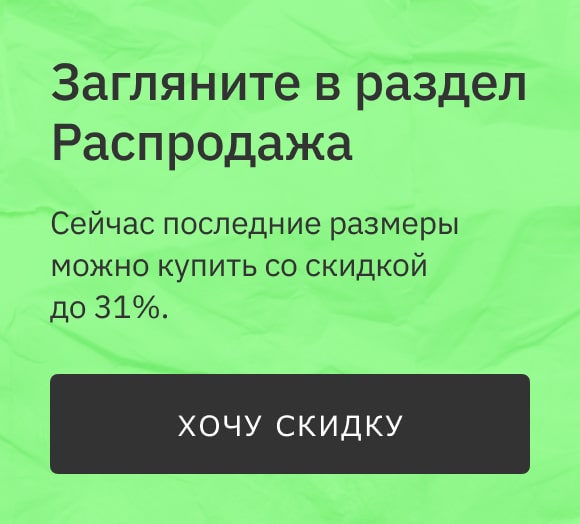 Загляните в раздел
Распродажа
Сейчас последние размеры
можно купить со скидкой
до 31%.
ХОЧУ СКИДКУ